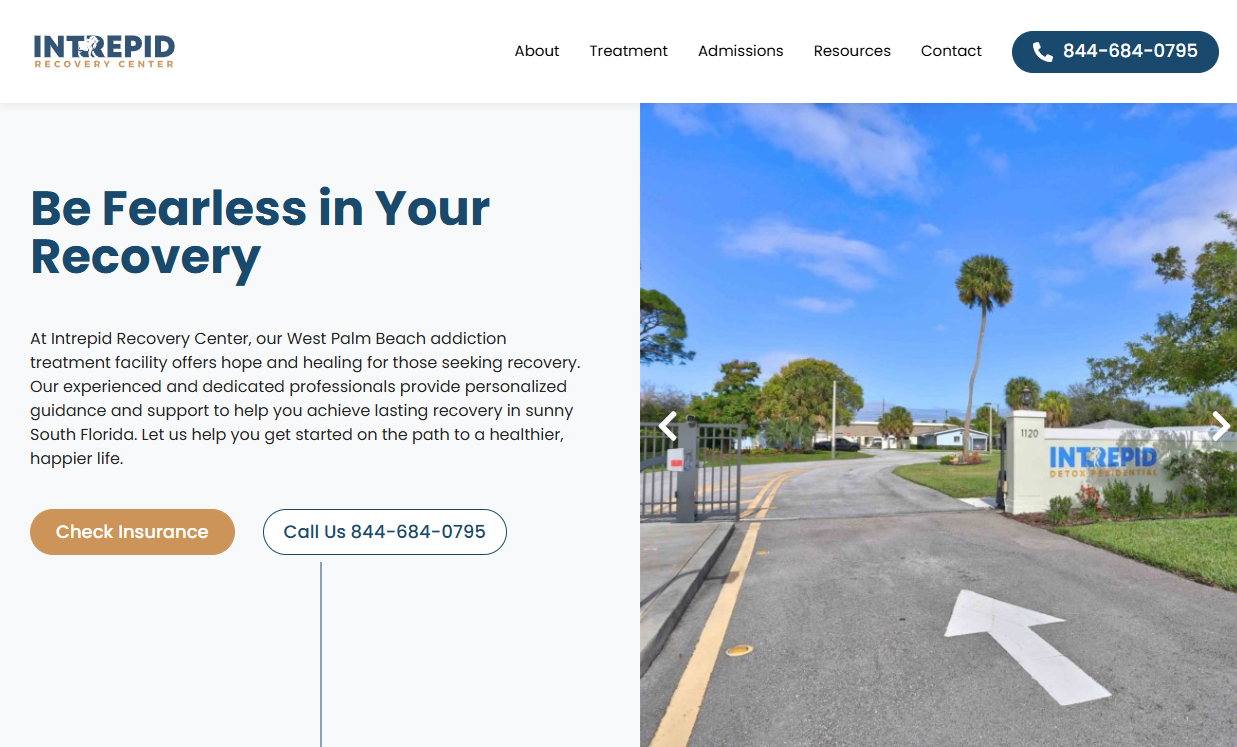 INTREPID
RECOVERY CENTER
About
Treatment
Admissions
Resources
Contact
844-684-0795
Be Fearless in Your
Recovery
At Intrepid Recovery Center, our West Palm Beach addiction
treatment facility offers hope and healing for those seeking recovery.
Our experienced and dedicated professionals provide personalized
guidance and support to help you achieve lasting recovery in sunny
South Florida. Let us help you get started on the path to a healthier,
happier life.
Check Insurance
Call Us 844-684-0795
1120
INTREPID
DETOX RESIDENTIAL